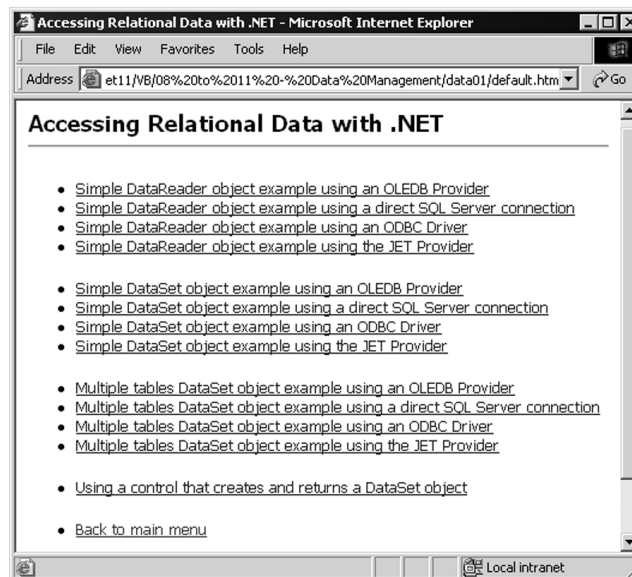 Accessing Relational Data with .NET - Microsoft Internet Explorer
File Edit View Favorites Tools Help
Address et11/VB/08%20to%2011%20-%20Data%20Management/data01/default.htm Go
Accessing Relational Data with .NET
Simple DataReader object example using an OLEDB Provider
Simple DataReader object example using a direct SQL Server connection
Simple DataReader object example using an ODBC Driver
Simple DataReader object example using the JET Provider
Simple DataSet object example using an OLEDB Provider
Simple DataSet object example using a direct SQL Server connection
Simple DataSet object example using an ODBC Driver
Simple DataSet object example using the JET Provider
Multiple tables DataSet object example using an OLEDB Provider
Multiple tables DataSet object example using a direct SQL Server connection
Multiple tables DataSet object example using an ODBC Driver
Multiple tables DataSet object example using the JET Provider
Using a control that creates and returns a DataSet object
Back to main menu
Local intranet